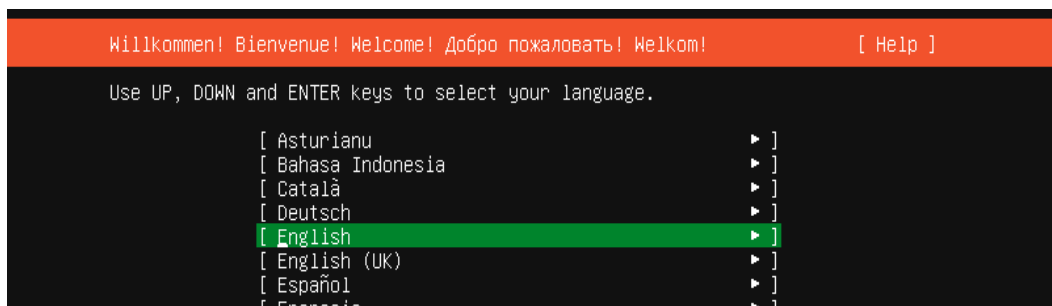 Willkommen! Bienvenue! Welcome! Добро пожаловать! Welkom! [ Help ]
Use UP, DOWN and ENTER keys to select your language.
[ Asturianu ▸ ]
[ Bahasa Indonesia ▸ ]
[ Català ▸ ]
[ Deutsch ▸ ]
[ English ▸ ]
[ English (UK) ▸ ]
[ Español ▸ ]